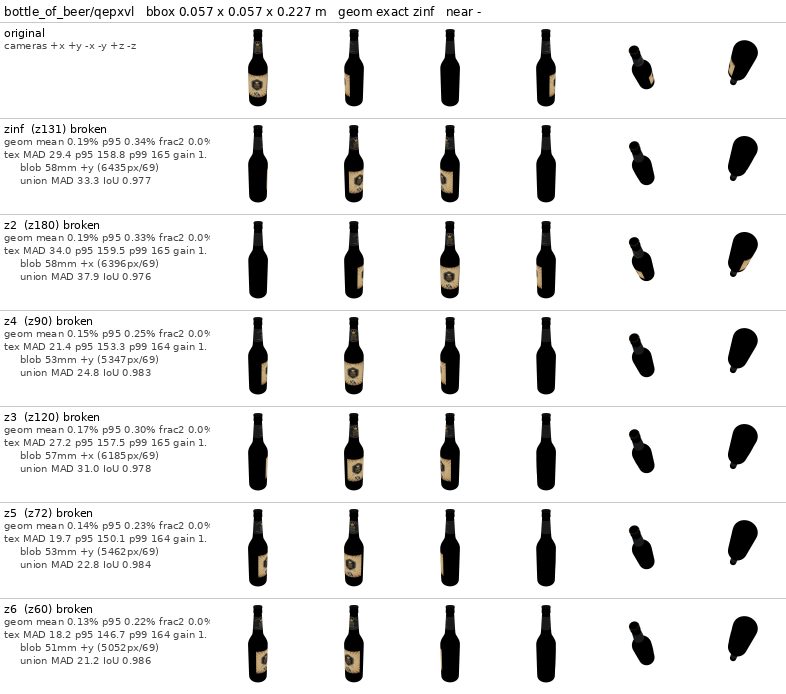 bottle_of_beer/qepxvl bbox 0.057 x 0.057 x 0.227 m geom exact zinf near -
original
cameras +x +y -x -y +z -z
zinf (z131) broken
geom mean 0.19% p95 0.34% frac2 0.0%
tex MAD 29.4 p95 158.8 p99 165 gain 1.
blob 58mm +y (6435px/69)
union MAD 33.3 IoU 0.977
z2 (z180) broken
geom mean 0.19% p95 0.33% frac2 0.0%
tex MAD 34.0 p95 159.5 p99 165 gain 1.
blob 58mm +x (6396px/69)
union MAD 37.9 IoU 0.976
z4 (z90) broken
geom mean 0.15% p95 0.25% frac2 0.0%
tex MAD 21.4 p95 153.3 p99 164 gain 1.
blob 53mm +y (5347px/69)
union MAD 24.8 IoU 0.983
z3 (z120) broken
geom mean 0.17% p95 0.30% frac2 0.0%
tex MAD 27.2 p95 157.5 p99 165 gain 1.
blob 57mm +x (6185px/69)
union MAD 31.0 IoU 0.978
z5 (z72) broken
geom mean 0.14% p95 0.23% frac2 0.0%
tex MAD 19.7 p95 150.1 p99 164 gain 1.
blob 53mm +y (5462px/69)
union MAD 22.8 IoU 0.984
z6 (z60) broken
geom mean 0.13% p95 0.22% frac2 0.0%
tex MAD 18.2 p95 146.7 p99 164 gain 1.
blob 51mm +y (5052px/69)
union MAD 21.2 IoU 0.986